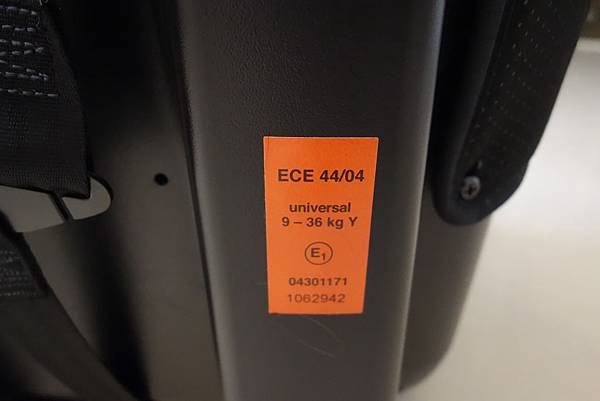 ECE 44/04
universal
9 – 36 kg Y
E1
04301171
1062942